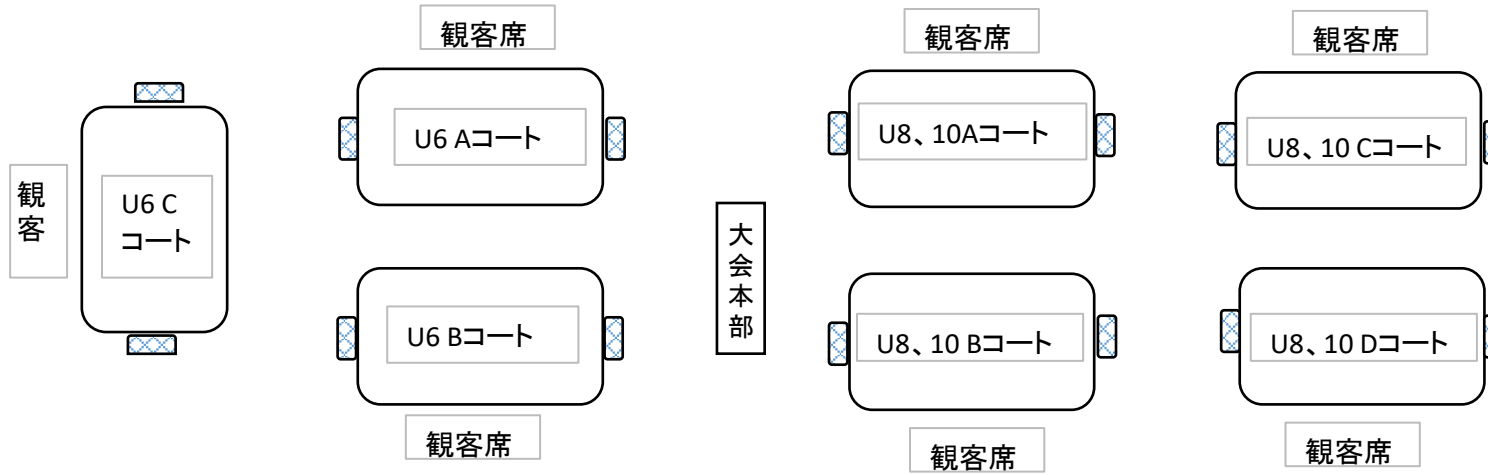 観客席
観客席
観客席
U6 Aコート
U8、10Aコート
U8、10 Cコート
観
客
U6 C
コート
大
会
本
部
U6 Bコート
U8、10 Bコート
U8、10 Dコート
観客席
観客席
観客席